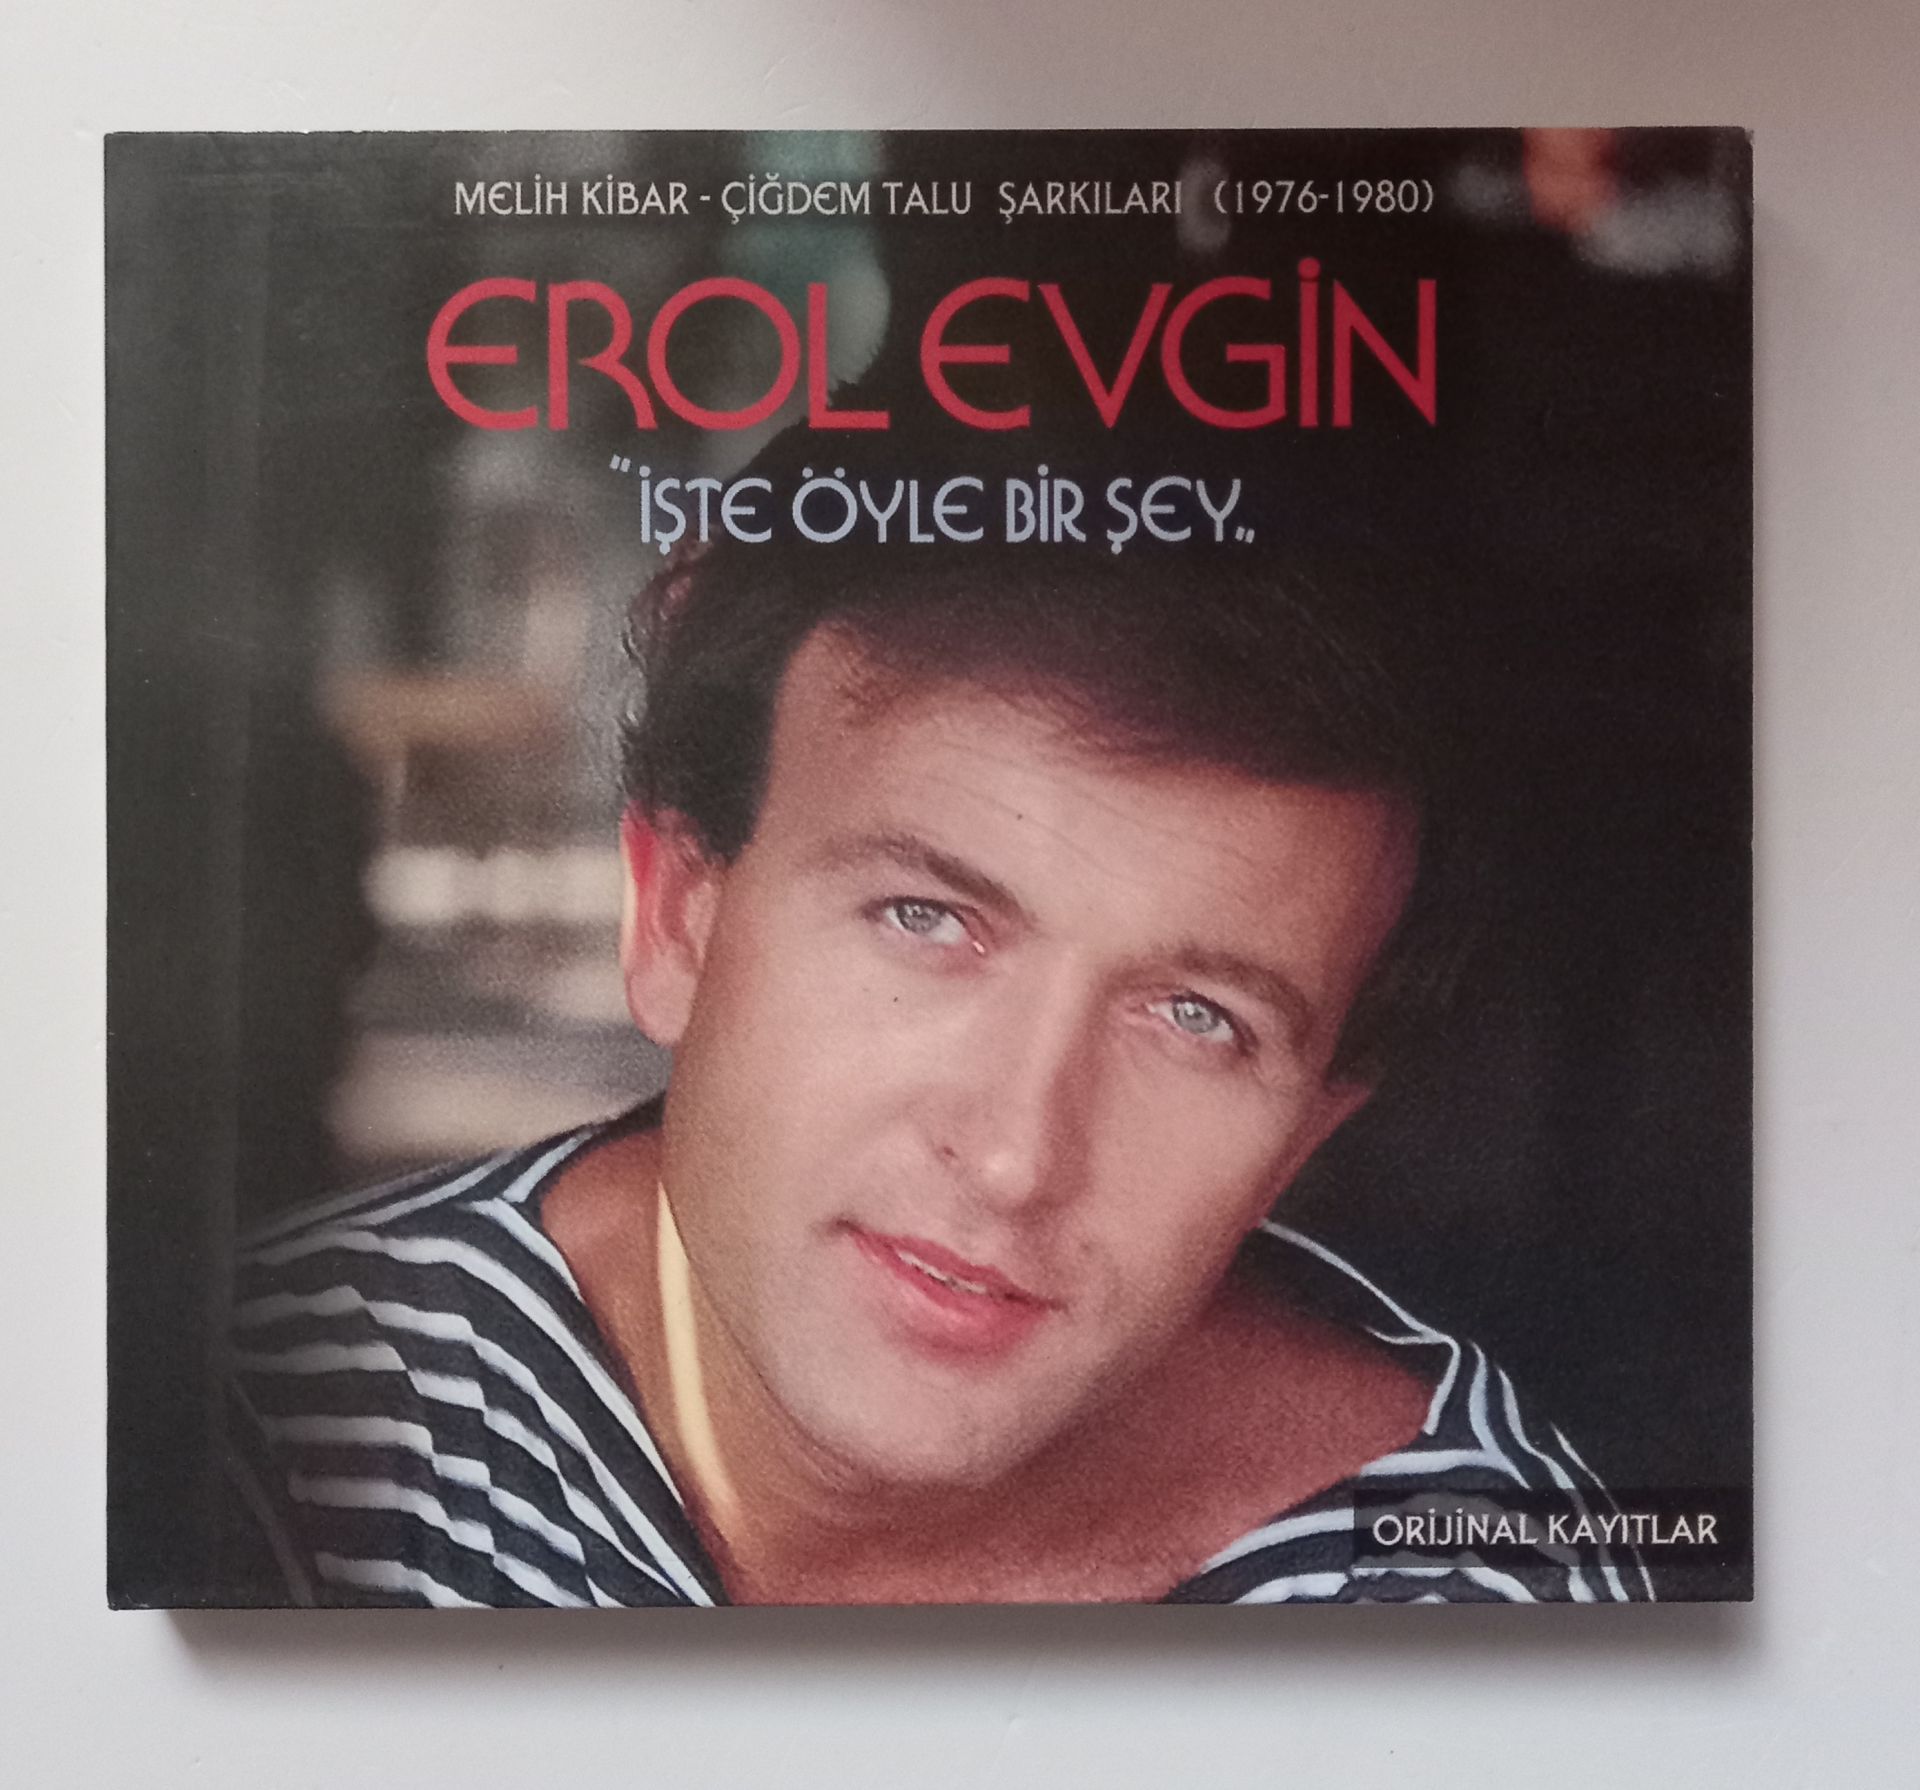 MELİH KİBAR - ÇİĞDEM TALU ŞARKILARI (1976-1980)
EROL EVGİN
"İŞTE ÖYLE BİR ŞEY„
ORİJİNAL KAYITLAR